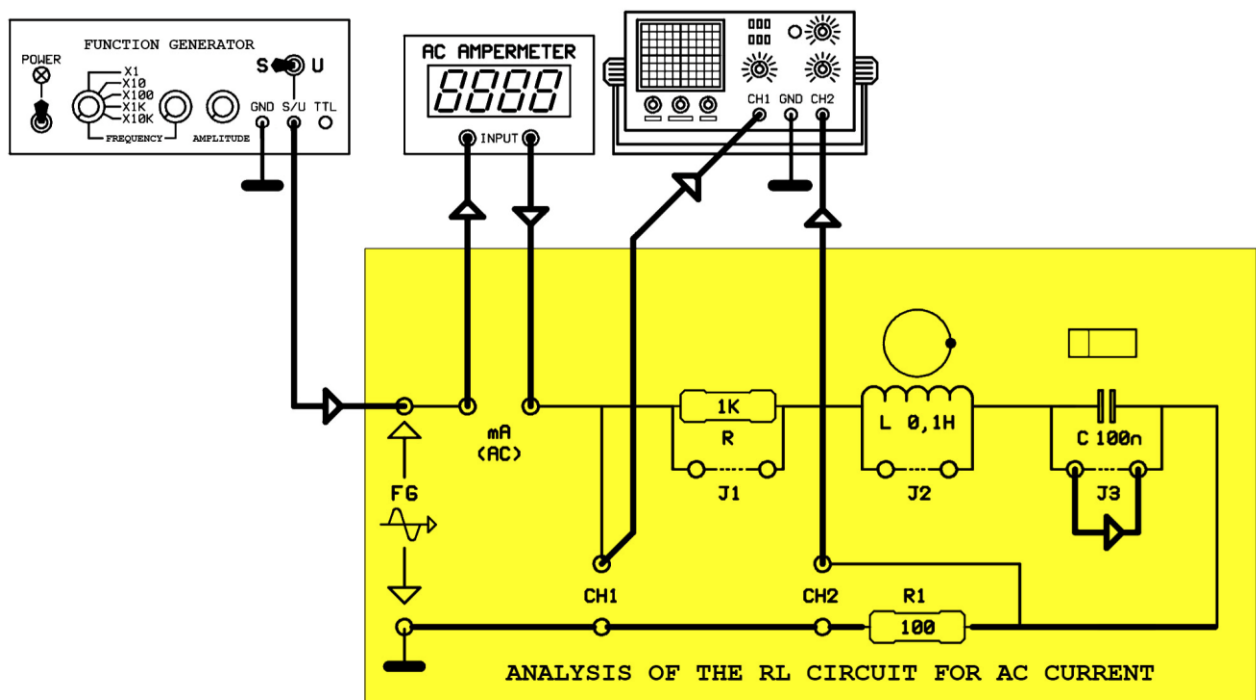 FUNCTION GENERATOR
POWER
X1
X10
X100
X1K
X10K
FREQUENCY
AMPLITUDE
S U
GND S/U TTL
AC AMPERMETER
8888
INPUT
CH1 GND CH2
mA
(AC)
1K
R
J1
L 0,1H
J2
C 100n
J3
FG
CH1
CH2
R1
100
ANALYSIS OF THE RL CIRCUIT FOR AC CURRENT